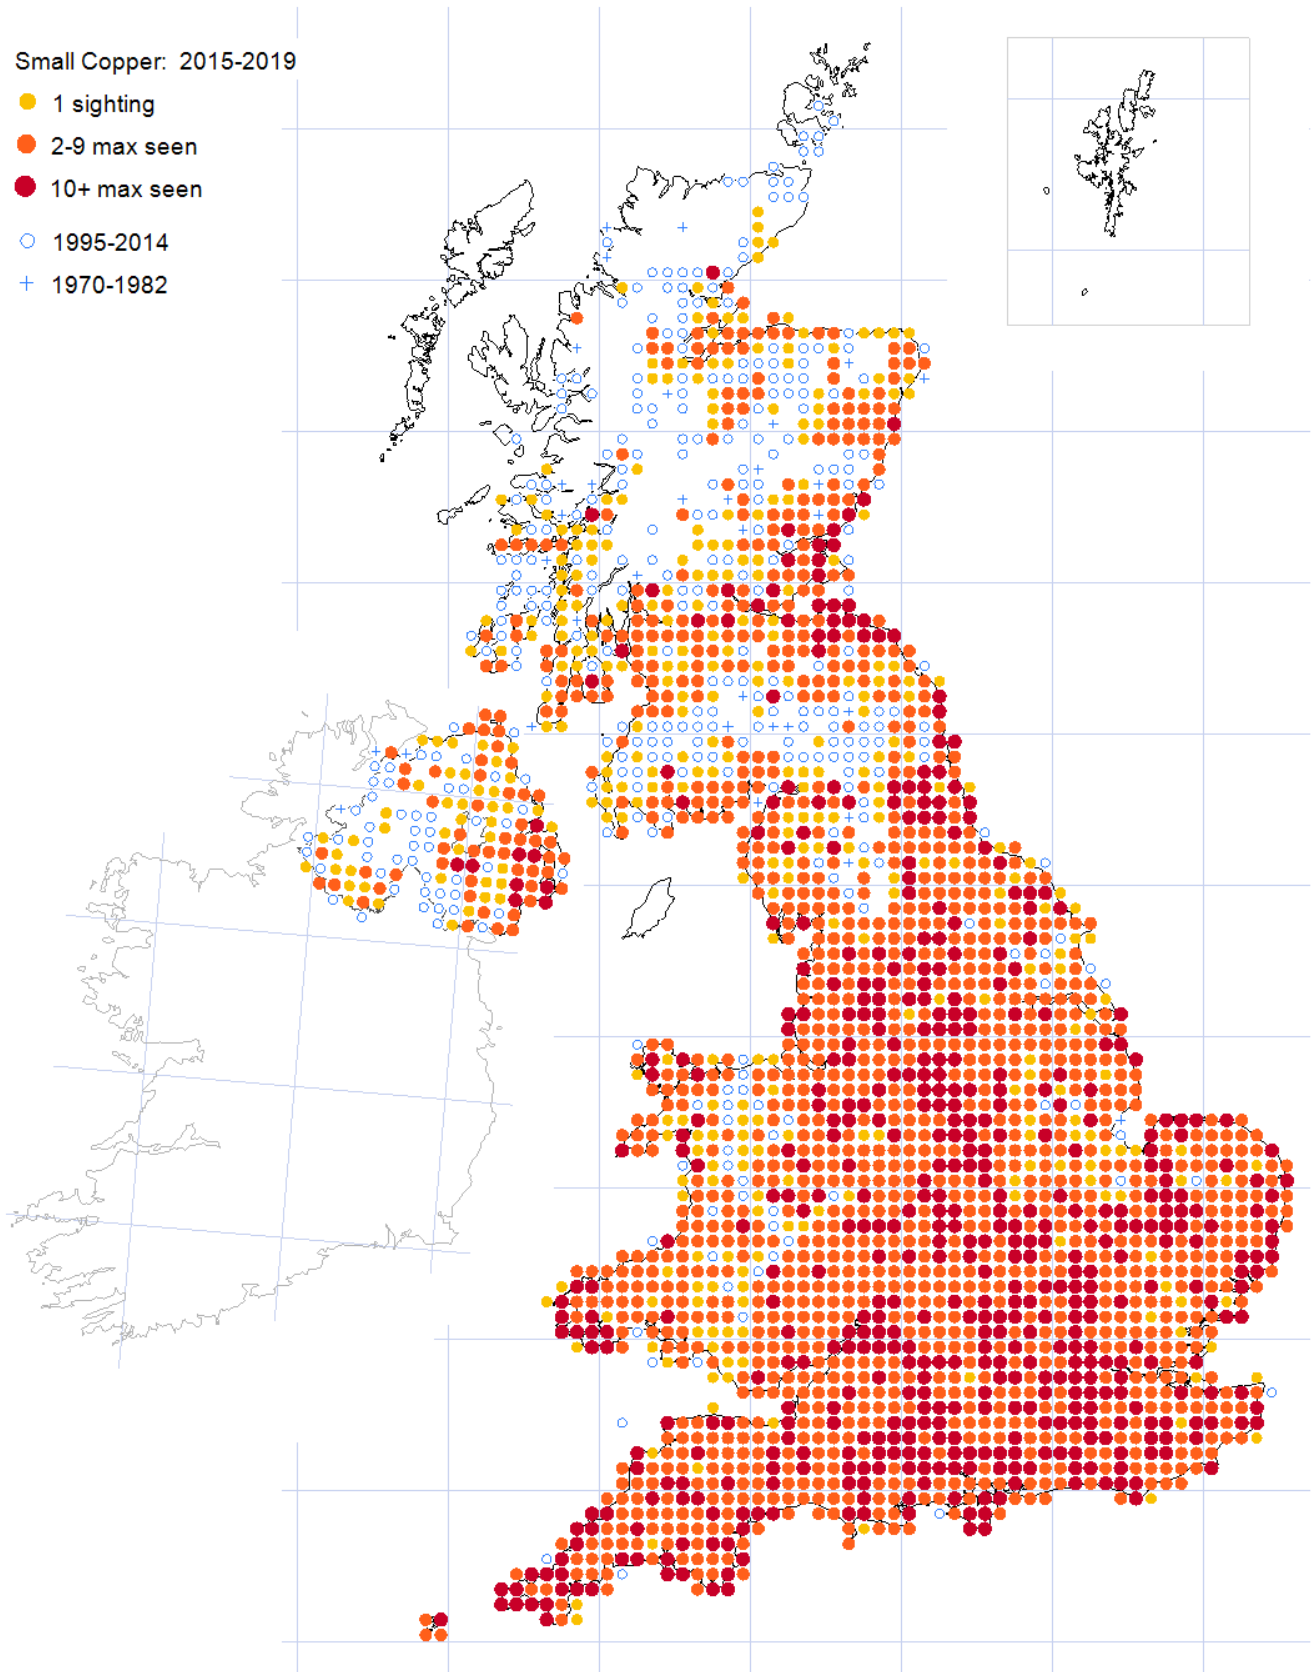 Small Copper: 2015-2019
1 sighting
2-9 max seen
10+ max seen
1995-2014
1970-1982